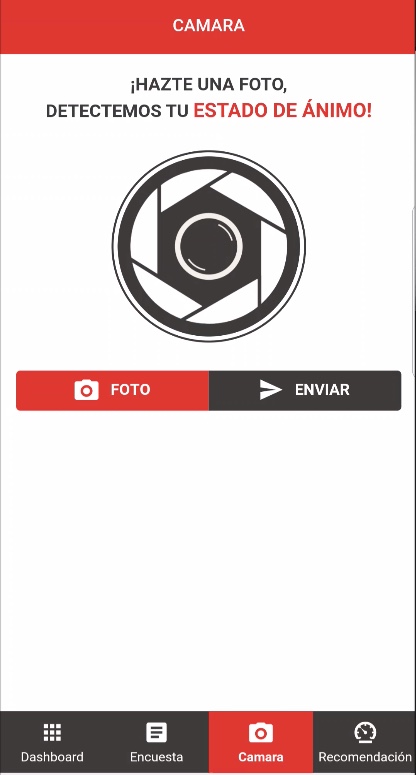 CAMARA
¡HAZTE UNA FOTO,
DETECTEMOS TU ESTADO DE ÁNIMO!
FOTO
ENVIAR
Dashboard
Encuesta
Camara
Recomendación